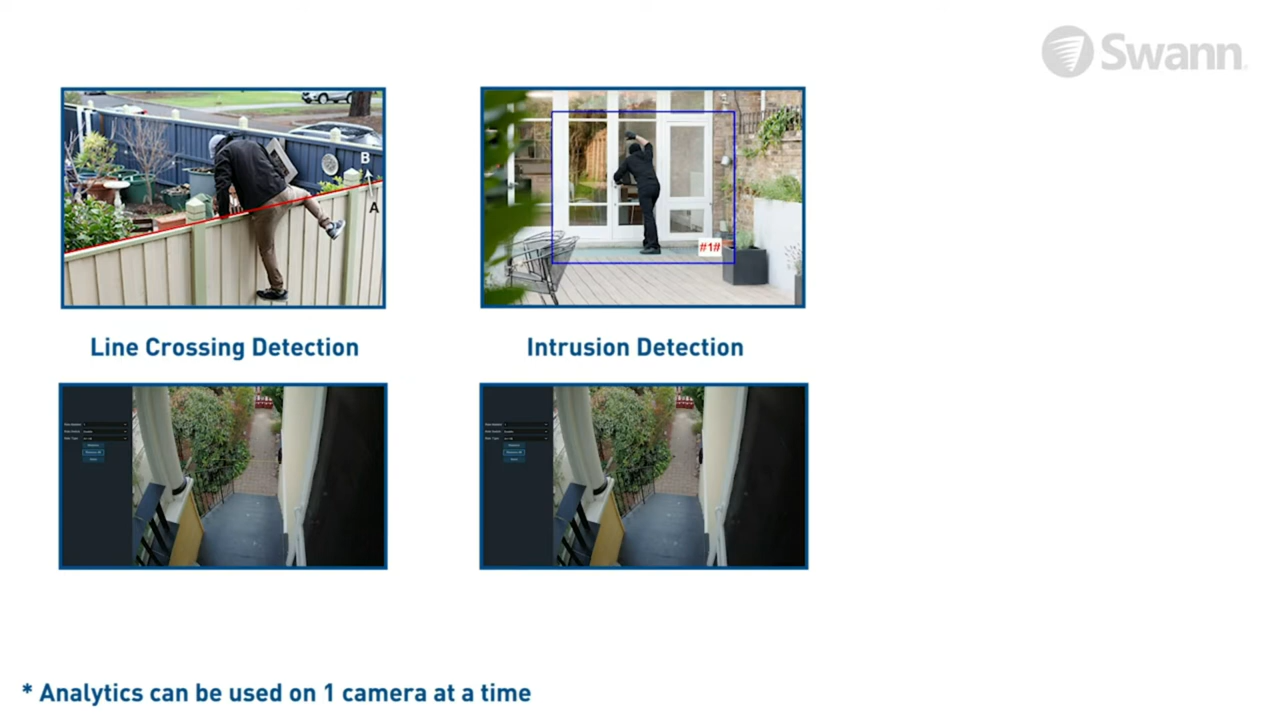 Swann
B
A
#1#
Line Crossing Detection
Intrusion Detection
* Analytics can be used on 1 camera at a time